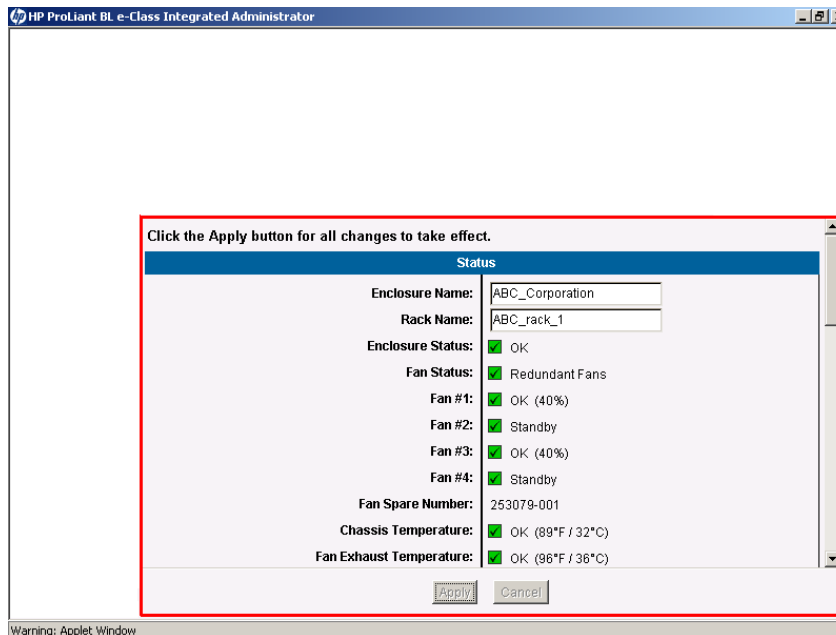 HP ProLiant BL e-Class Integrated Administrator
Click the Apply button for all changes to take effect.
Status
Enclosure Name: ABC_Corporation
Rack Name: ABC_rack_1
Enclosure Status: OK
Fan Status: Redundant Fans
Fan #1: OK (40%)
Fan #2: Standby
Fan #3: OK (40%)
Fan #4: Standby
Fan Spare Number: 253079-001
Chassis Temperature: OK (89°F / 32°C)
Fan Exhaust Temperature: OK (96°F / 36°C)
Apply Cancel
Warning: Applet Window